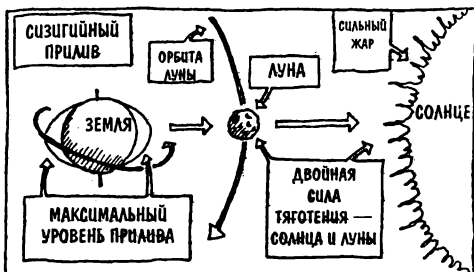 СИЗИГИЙНЫЙ
ПРИЛИВ
ОРБИТА
ЛУНЫ
ЛУНА
СИЛЬНЫЙ
ЖАР
СОЛНЦЕ
ЗЕМЛЯ
МАКСИМАЛЬНЫЙ
УРОВЕНЬ ПРИЛИВА
ДВОЙНАЯ
СИЛА
ТЯГОТЕНИЯ —
СОЛНЦА И ЛУНЫ